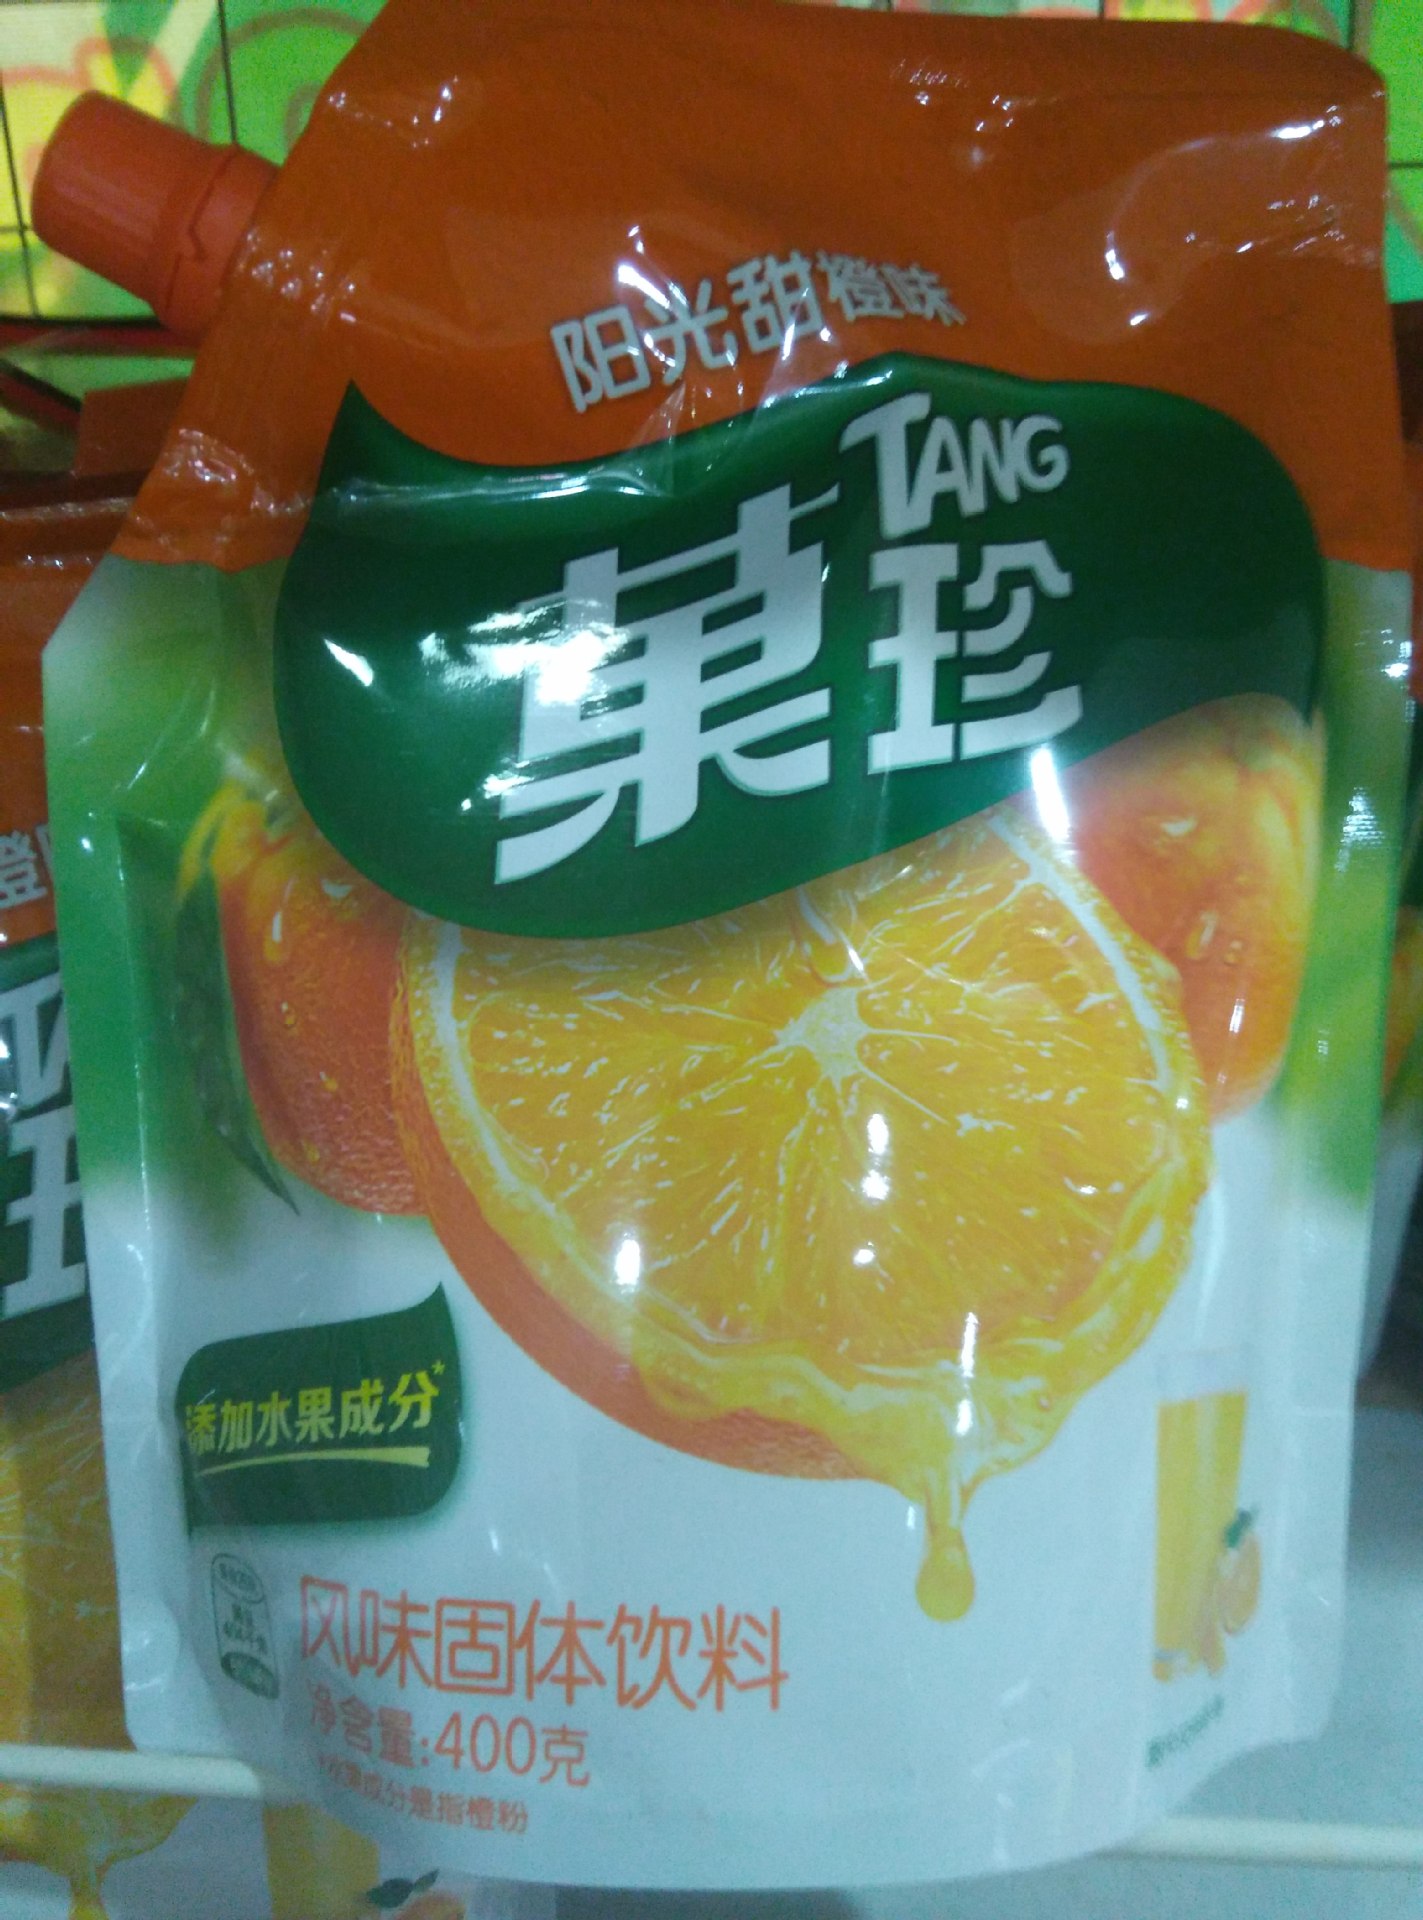 阳光甜橙味
TANG
菓珍
添加水果成分*
风味固体饮料
净含量:400克
*水果成分是指橙粉